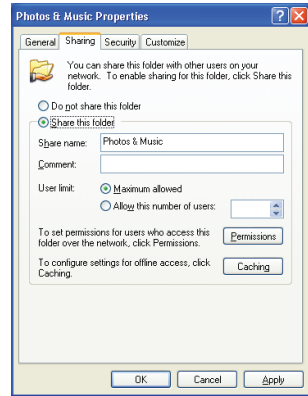 Photos & Music Properties
General Sharing Security Customize
You can share this folder with other users on your
network. To enable sharing for this folder, click Share this
folder.
Do not share this folder
Share this folder
Share name: Photos & Music
Comment:
User limit: Maximum allowed
Allow this number of users:
To set permissions for users who access this
folder over the network, click Permissions.
Permissions
To configure settings for offline access, click
Caching.
Caching
OK Cancel Apply